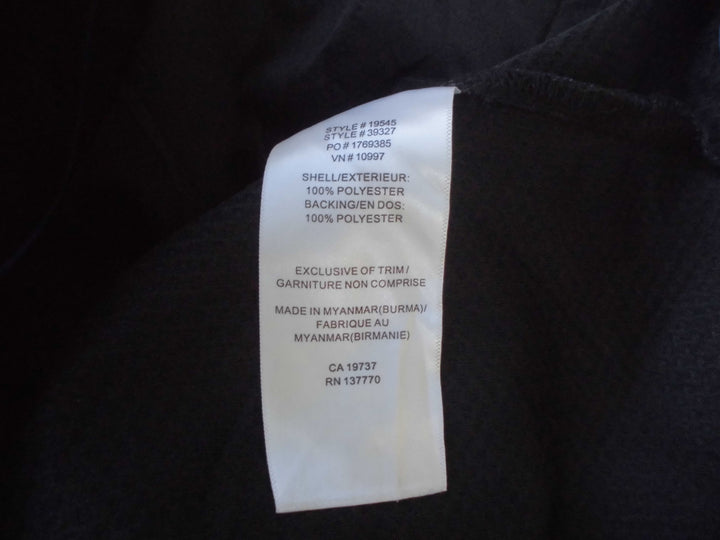 STYLE # 19545
STYLE # 39327
PO # 1769385
VN # 10997
SHELL/EXTERIEUR:
100% POLYESTER
BACKING/EN DOS:
100% POLYESTER
EXCLUSIVE OF TRIM/
GARNITURE NON COMPRISE
MADE IN MYANMAR(BURMA)/
FABRIQUE AU
MYANMAR(BIRMANIE)
CA 19737
RN 137770